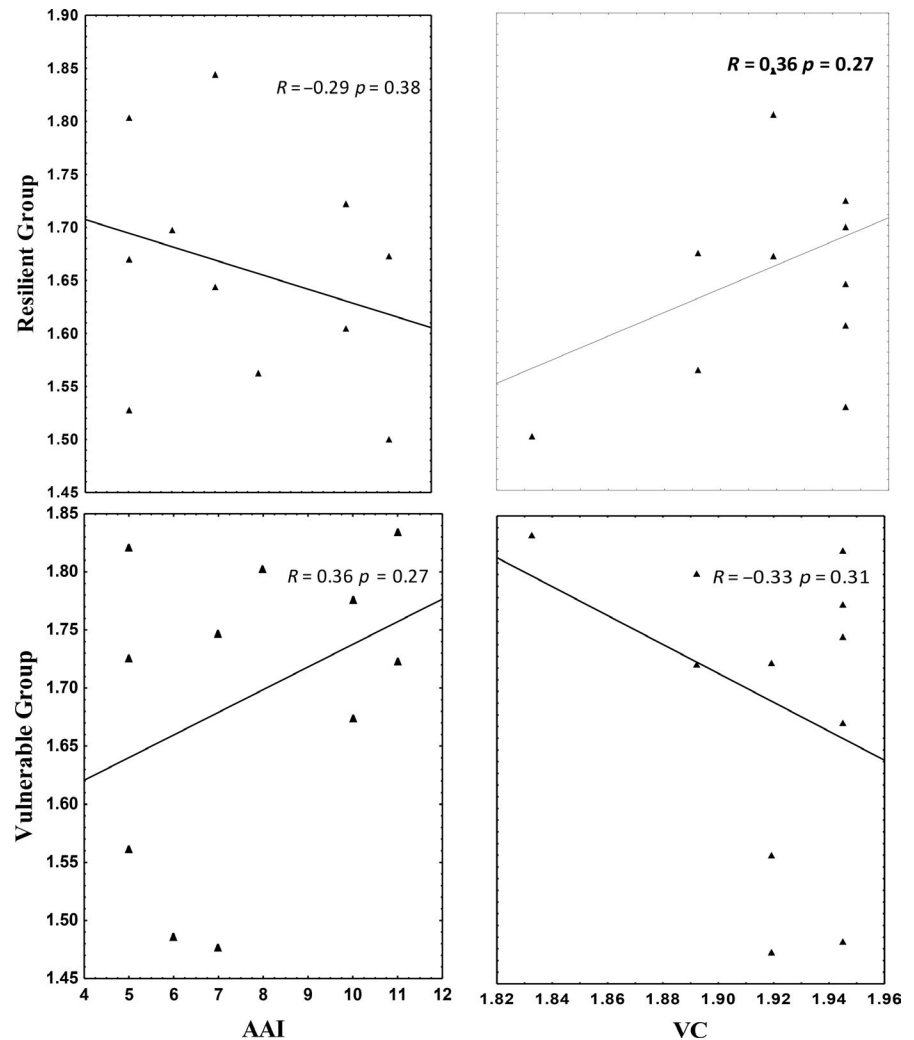 1.90
1.85
1.80
1.75
1.70
1.65
1.60
1.55
1.50
1.45
Resilient Group
R = −0.29 p = 0.38
R = 0.36 p = 0.27
1.85
1.80
1.75
1.70
1.65
1.60
1.55
1.50
1.45
Vulnerable Group
R = 0.36 p = 0.27
4 5 6 7 8 9 10 11 12
AAI
R = −0.33 p = 0.31
1.82 1.84 1.86 1.88 1.90 1.92 1.94 1.96
VC